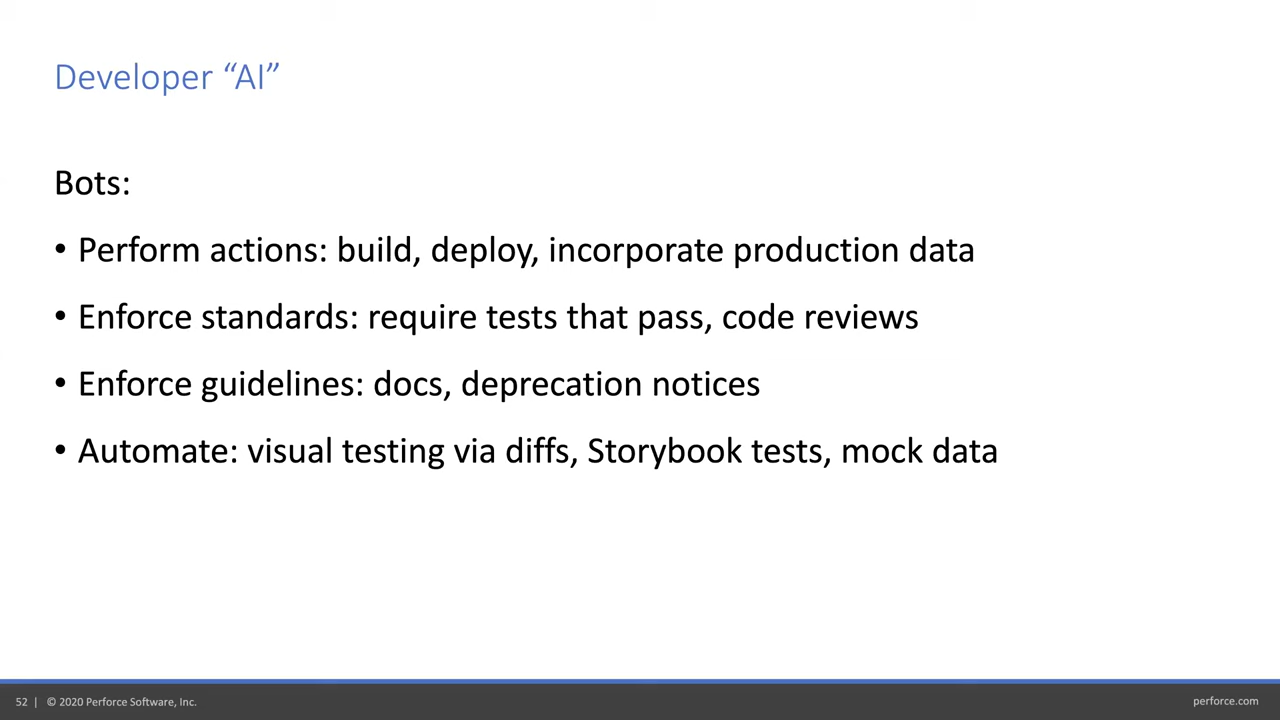 Developer “AI”
Bots:
• Perform actions: build, deploy, incorporate production data
• Enforce standards: require tests that pass, code reviews
• Enforce guidelines: docs, deprecation notices
• Automate: visual testing via diffs, Storybook tests, mock data
52 | © 2020 Perforce Software, Inc.
perforce.com